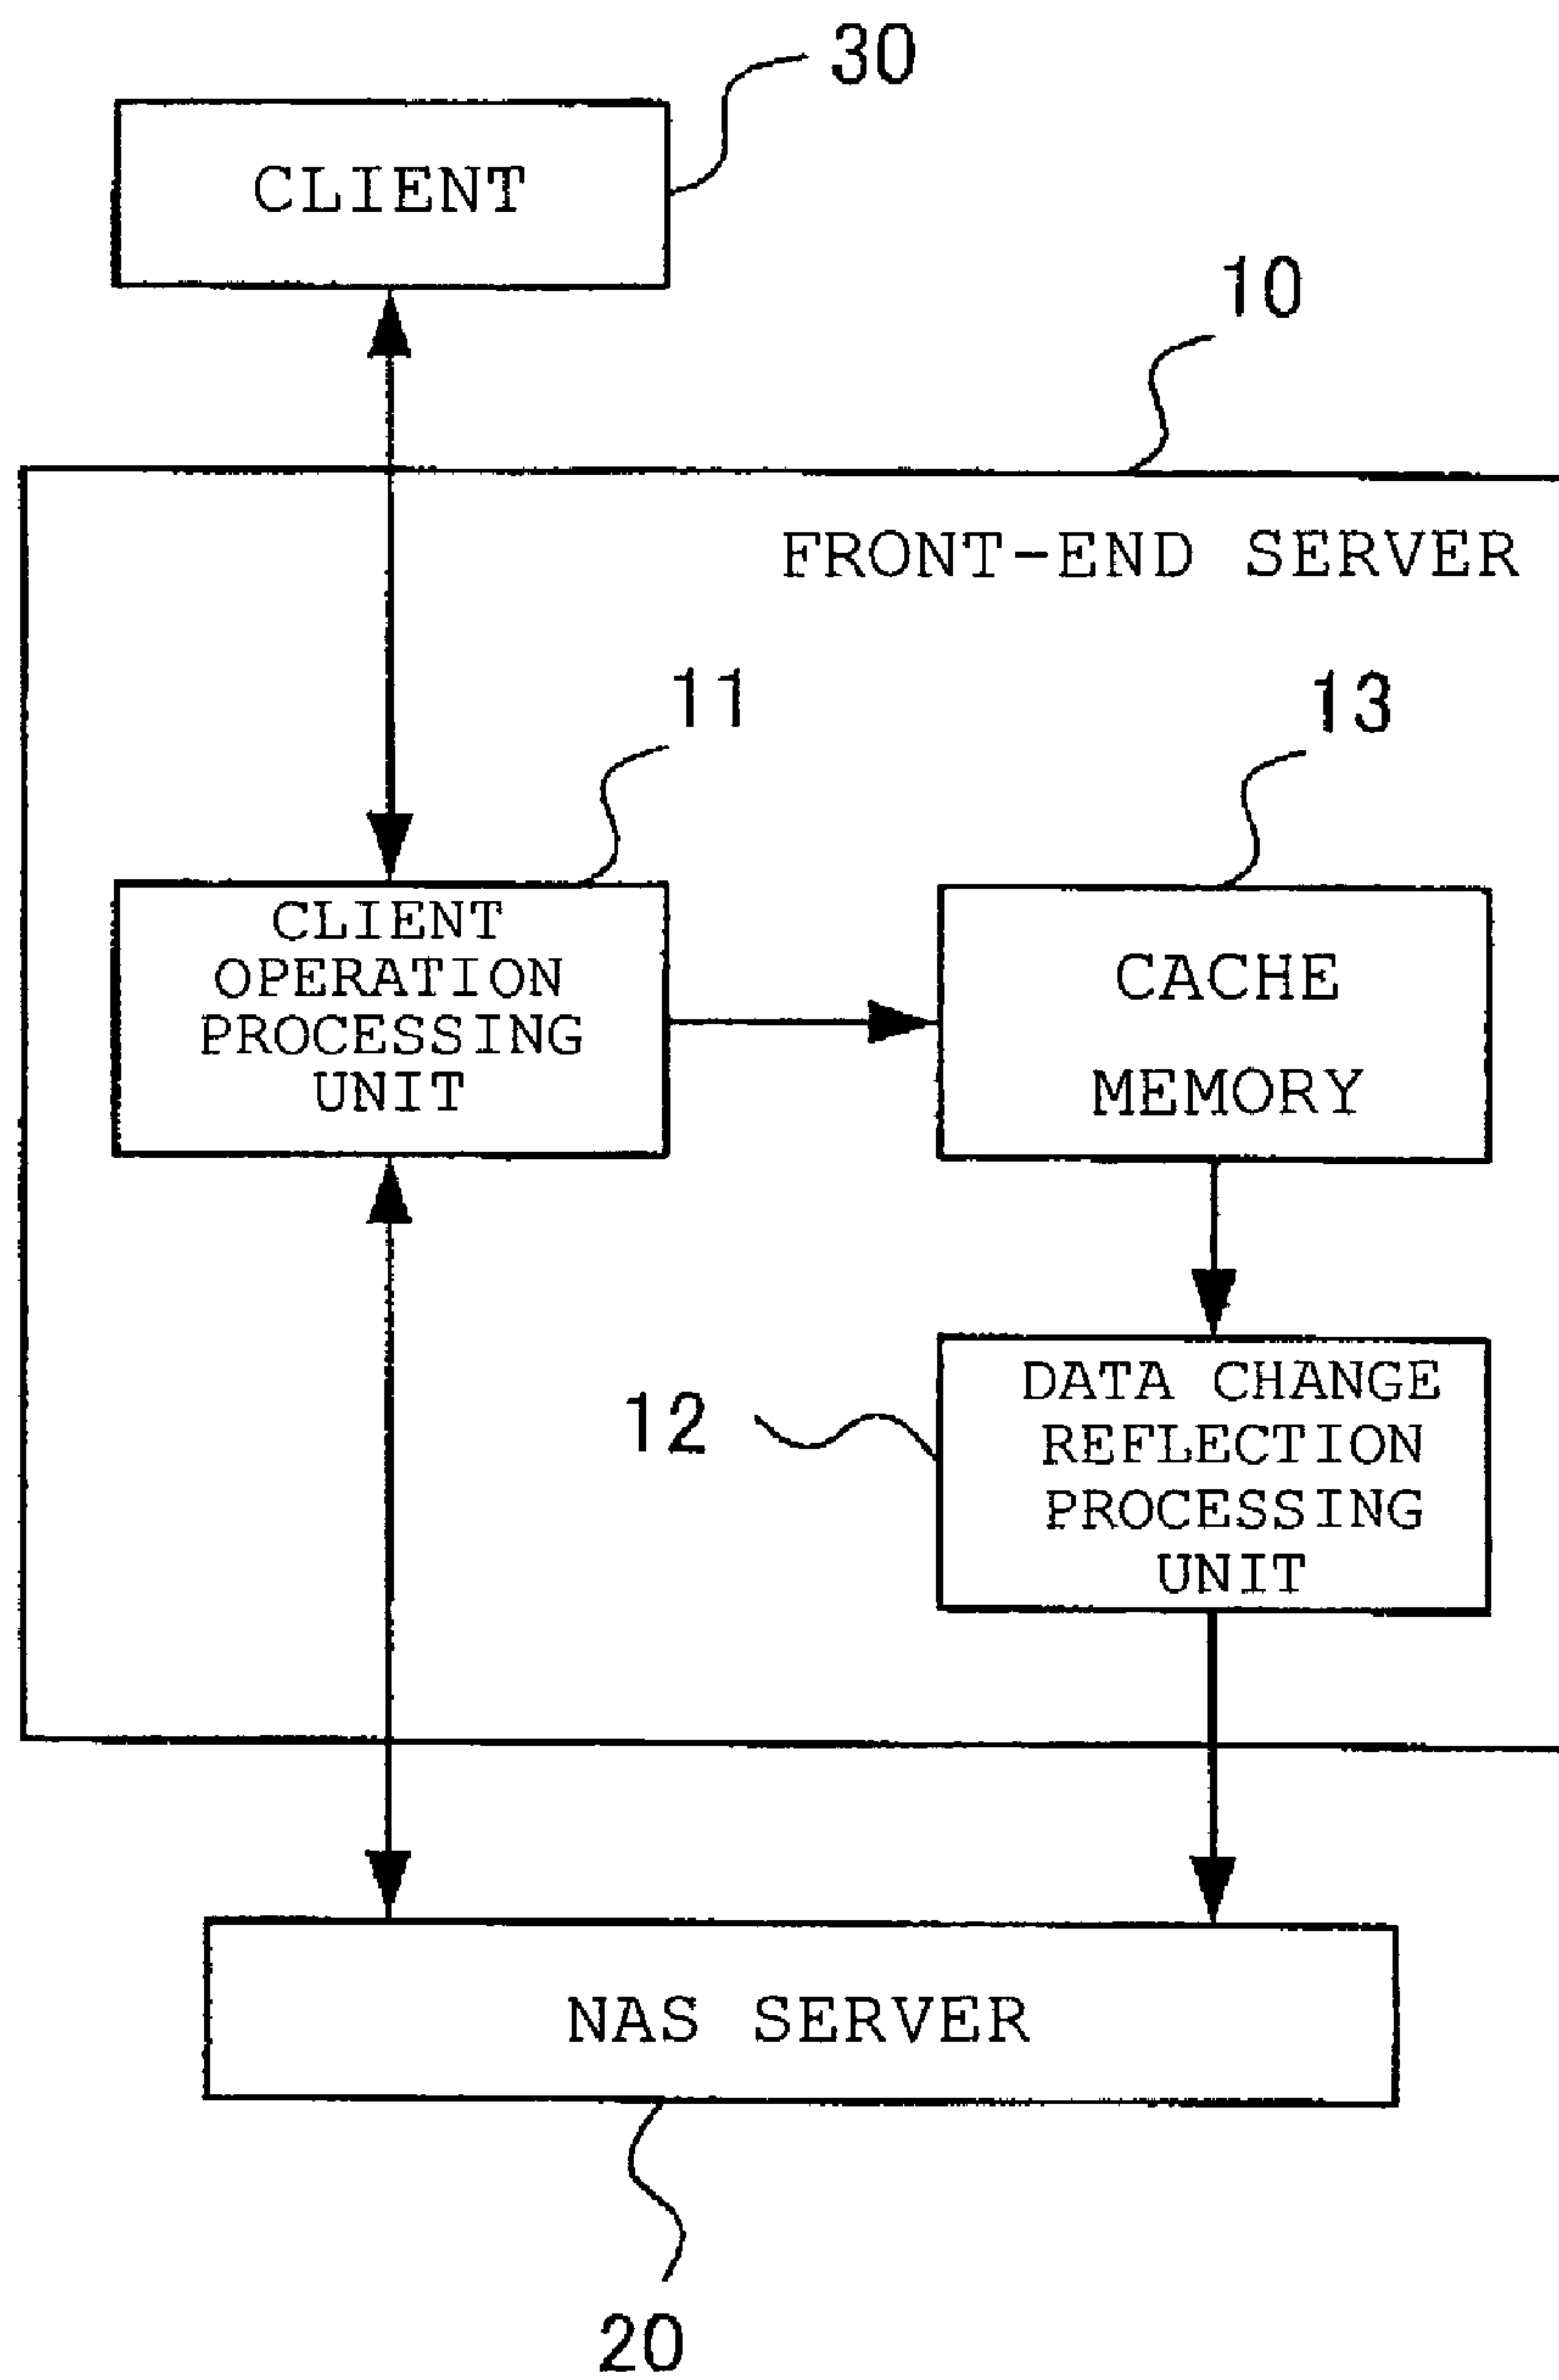 30
CLIENT
10
FRONT-END SERVER
11
13
CLIENT
OPERATION
PROCESSING
UNIT
CACHE
MEMORY
12
DATA CHANGE
REFLECTION
PROCESSING
UNIT
NAS SERVER
20